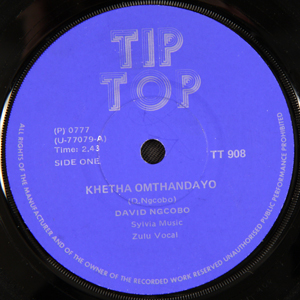 TIP
TOP
(P) 0777
(U-77079-A)
Time: 2,43
SIDE ONE
TT 908
KHETHA OMTHANDAYO
(D.Ngcobo)
DAVID NGCOBO
Sylvia Music
Zulu Vocal
ALL RIGHTS OF THE MANUFACTURER AND OF THE OWNER OF THE RECORDED WORK RESERVED UNAUTHORISED PUBLIC PERFORMANCE PROHIBITED